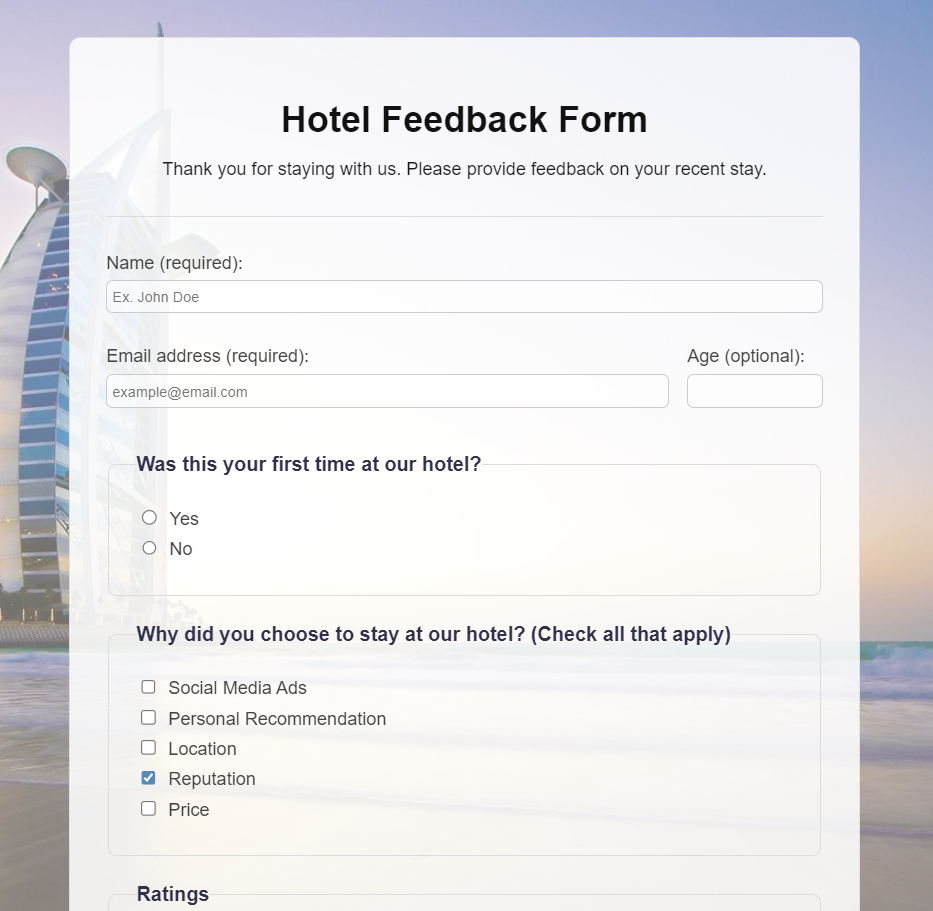 Hotel Feedback Form
Thank you for staying with us. Please provide feedback on your recent stay.
Name (required):
Ex. John Doe
Email address (required):
Age (optional):
example@email.com
Was this your first time at our hotel?
Yes
No
Why did you choose to stay at our hotel? (Check all that apply)
Social Media Ads
Personal Recommendation
Location
Reputation
Price
Ratings